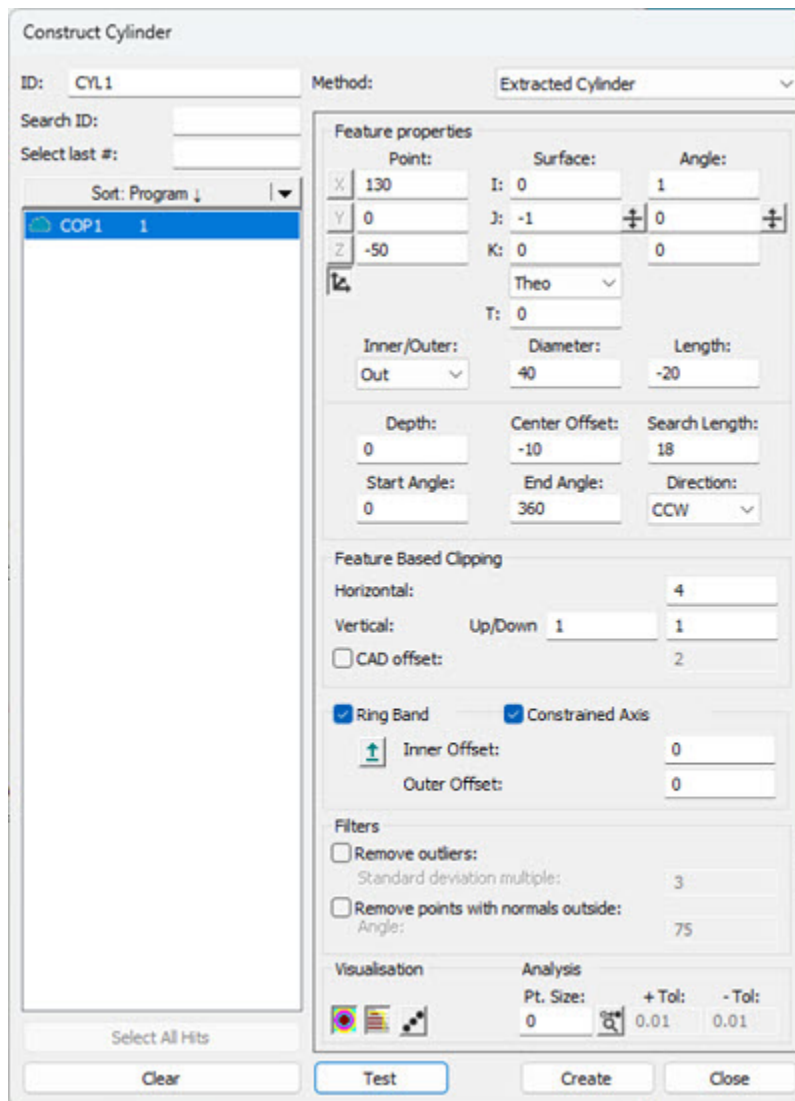 Construct Cylinder
ID: CYL1 Method: Extracted Cylinder
Search ID:
Select last #:
Sort: Program ↓
COP1 1
Feature properties
Point: Surface: Angle:
X 130 I: 0 1
Y 0 J: -1 0
Z -50 K: 0 0
Theo
T: 0
Inner/Outer: Diameter: Length:
Out 40 -20
Depth: Center Offset: Search Length:
0 -10 18
Start Angle: End Angle: Direction:
0 360 CCW
Feature Based Clipping
Horizontal: 4
Vertical: Up/Down 1 1
CAD offset: 2
Ring Band Constrained Axis
Inner Offset: 0
Outer Offset: 0
Filters
Remove outliers:
Standard deviation multiple: 3
Remove points with normals outside:
Angle: 75
Visualisation Analysis
Pt. Size: + Tol: - Tol:
0 0.01 0.01
Select All Hits
Clear Test Create Close